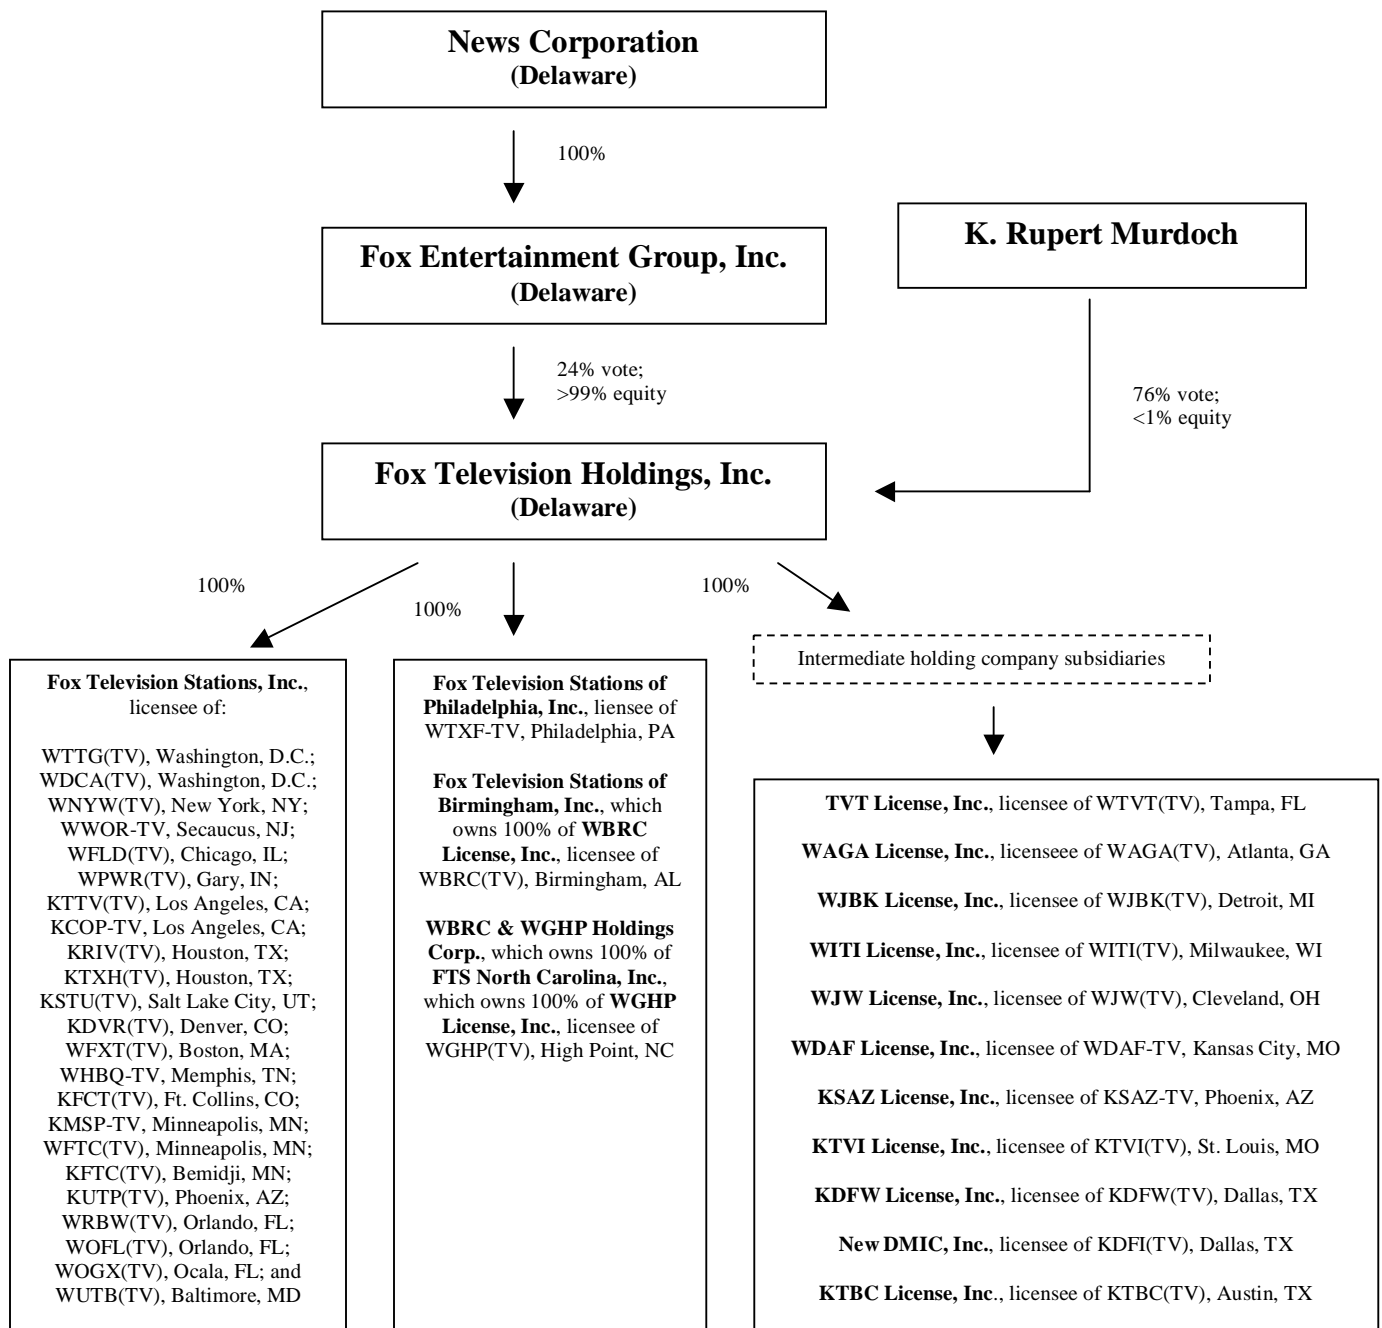 News Corporation
(Delaware)
100%
Fox Entertainment Group, Inc.
(Delaware)
K. Rupert Murdoch
24% vote;
>99% equity
76% vote;
<1% equity
Fox Television Holdings, Inc.
(Delaware)
100%
100%
100%
Intermediate holding company subsidiaries
Fox Television Stations, Inc.,
licensee of:
WTTG(TV), Washington, D.C.;
WDCA(TV), Washington, D.C.;
WNYW(TV), New York, NY;
WWOR-TV, Secaucus, NJ;
WFLD(TV), Chicago, IL;
WPWR(TV), Gary, IN;
KTTV(TV), Los Angeles, CA;
KCOP-TV, Los Angeles, CA;
KRIV(TV), Houston, TX;
KTXH(TV), Houston, TX;
KSTU(TV), Salt Lake City, UT;
KDVR(TV), Denver, CO;
WFXT(TV), Boston, MA;
WHBQ-TV, Memphis, TN;
KFCT(TV), Ft. Collins, CO;
KMSP-TV, Minneapolis, MN;
WFTC(TV), Minneapolis, MN;
KFTC(TV), Bemidji, MN;
KUTP(TV), Phoenix, AZ;
WRBW(TV), Orlando, FL;
WOFL(TV), Orlando, FL;
WOGX(TV), Ocala, FL; and
WUTB(TV), Baltimore, MD
Fox Television Stations of
Philadelphia, Inc., liensee of
WTXF-TV, Philadelphia, PA
Fox Television Stations of
Birmingham, Inc., which
owns 100% of WBRC
License, Inc., licensee of
WBRC(TV), Birmingham, AL
WBRC & WGHP Holdings
Corp., which owns 100% of
FTS North Carolina, Inc.,
which owns 100% of WGHP
License, Inc., licensee of
WGHP(TV), High Point, NC
TVT License, Inc., licensee of WTVT(TV), Tampa, FL
WAGA License, Inc., licenseee of WAGA(TV), Atlanta, GA
WJBK License, Inc., licensee of WJBK(TV), Detroit, MI
WITI License, Inc., licensee of WITI(TV), Milwaukee, WI
WJW License, Inc., licensee of WJW(TV), Cleveland, OH
WDAF License, Inc., licensee of WDAF-TV, Kansas City, MO
KSAZ License, Inc., licensee of KSAZ-TV, Phoenix, AZ
KTVI License, Inc., licensee of KTVI(TV), St. Louis, MO
KDFW License, Inc., licensee of KDFW(TV), Dallas, TX
New DMIC, Inc., licensee of KDFI(TV), Dallas, TX
KTBC License, Inc., licensee of KTBC(TV), Austin, TX